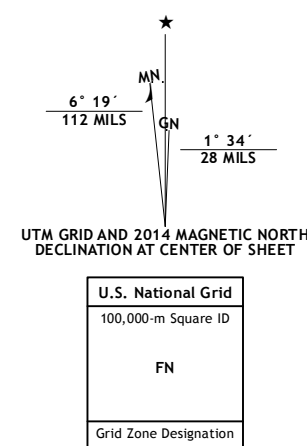 MN.
6° 19´
112 MILS
GN
1° 34´
28 MILS
UTM GRID AND 2014 MAGNETIC NORTH
DECLINATION AT CENTER OF SHEET
U.S. National Grid
100,000-m Square ID
FN
Grid Zone Designation